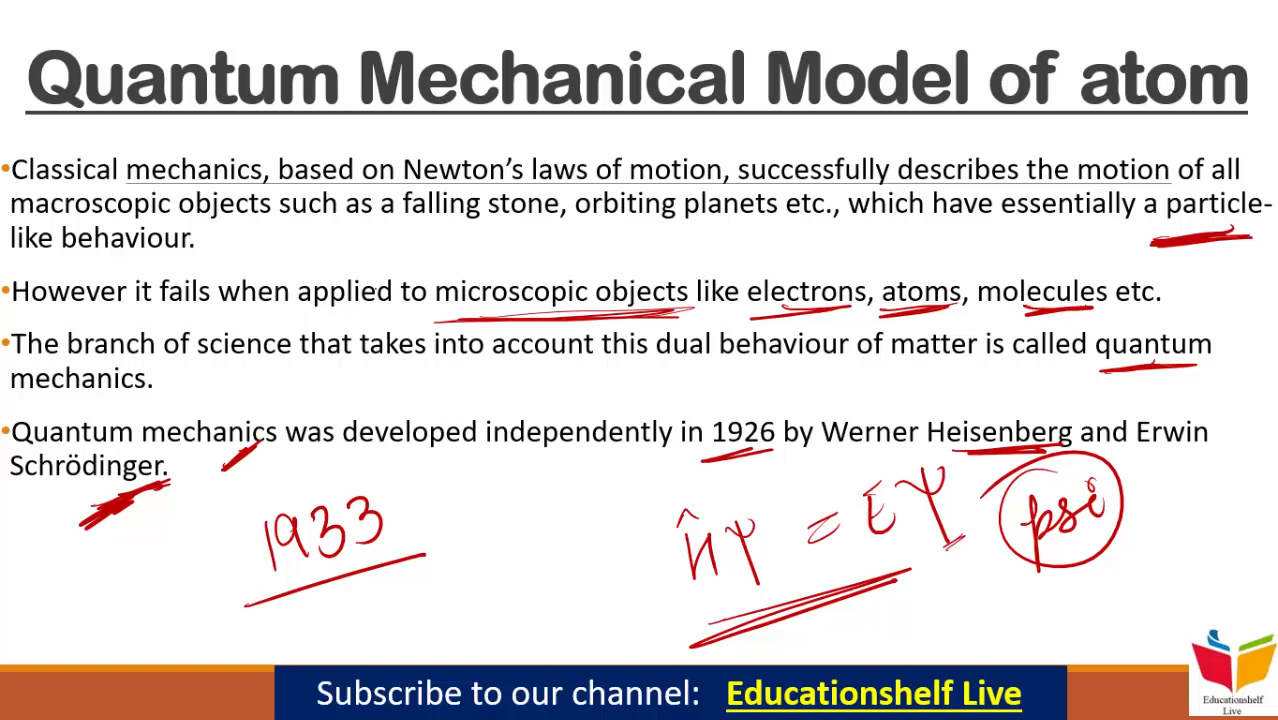 Quantum Mechanical Model of atom
•Classical mechanics, based on Newton's laws of motion, successfully describes the motion of all
macroscopic objects such as a falling stone, orbiting planets etc., which have essentially a particle-
like behaviour.
•However it fails when applied to microscopic objects like electrons, atoms, molecules etc.
•The branch of science that takes into account this dual behaviour of matter is called quantum
mechanics.
•Quantum mechanics was developed independently in 1926 by Werner Heisenberg and Erwin
Schrödinger.
1933
Ĥψ = Eψ psi
Subscribe to our channel: Educationshelf Live
Educationshelf
Live